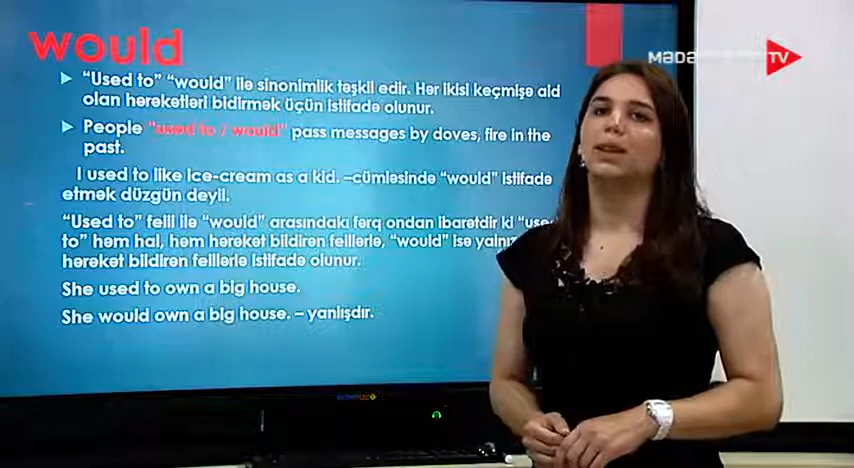 would
MƏDƏ
TV
"Used to" "would" ilə sinonimlik təşkil edir. Hər ikisi keçmişə aid
olan hərəkətləri bidirmək üçün istifadə olunur.
People "used to / would" pass messages by doves, fire in the
past.
I used to like ice-cream as a kid. –cümləsində "would" istifadə
etmək düzgün deyil.
"Used to" feili ilə "would" arasındakı fərq ondan ibarətdir ki "used
to" həm hal, həm hərəkət bildirən feillərlə, "would" isə
hərəkət bildirən feillərlə istifadə olunur.
She used to own a big house.
She would own a big house. – yanlışdır.